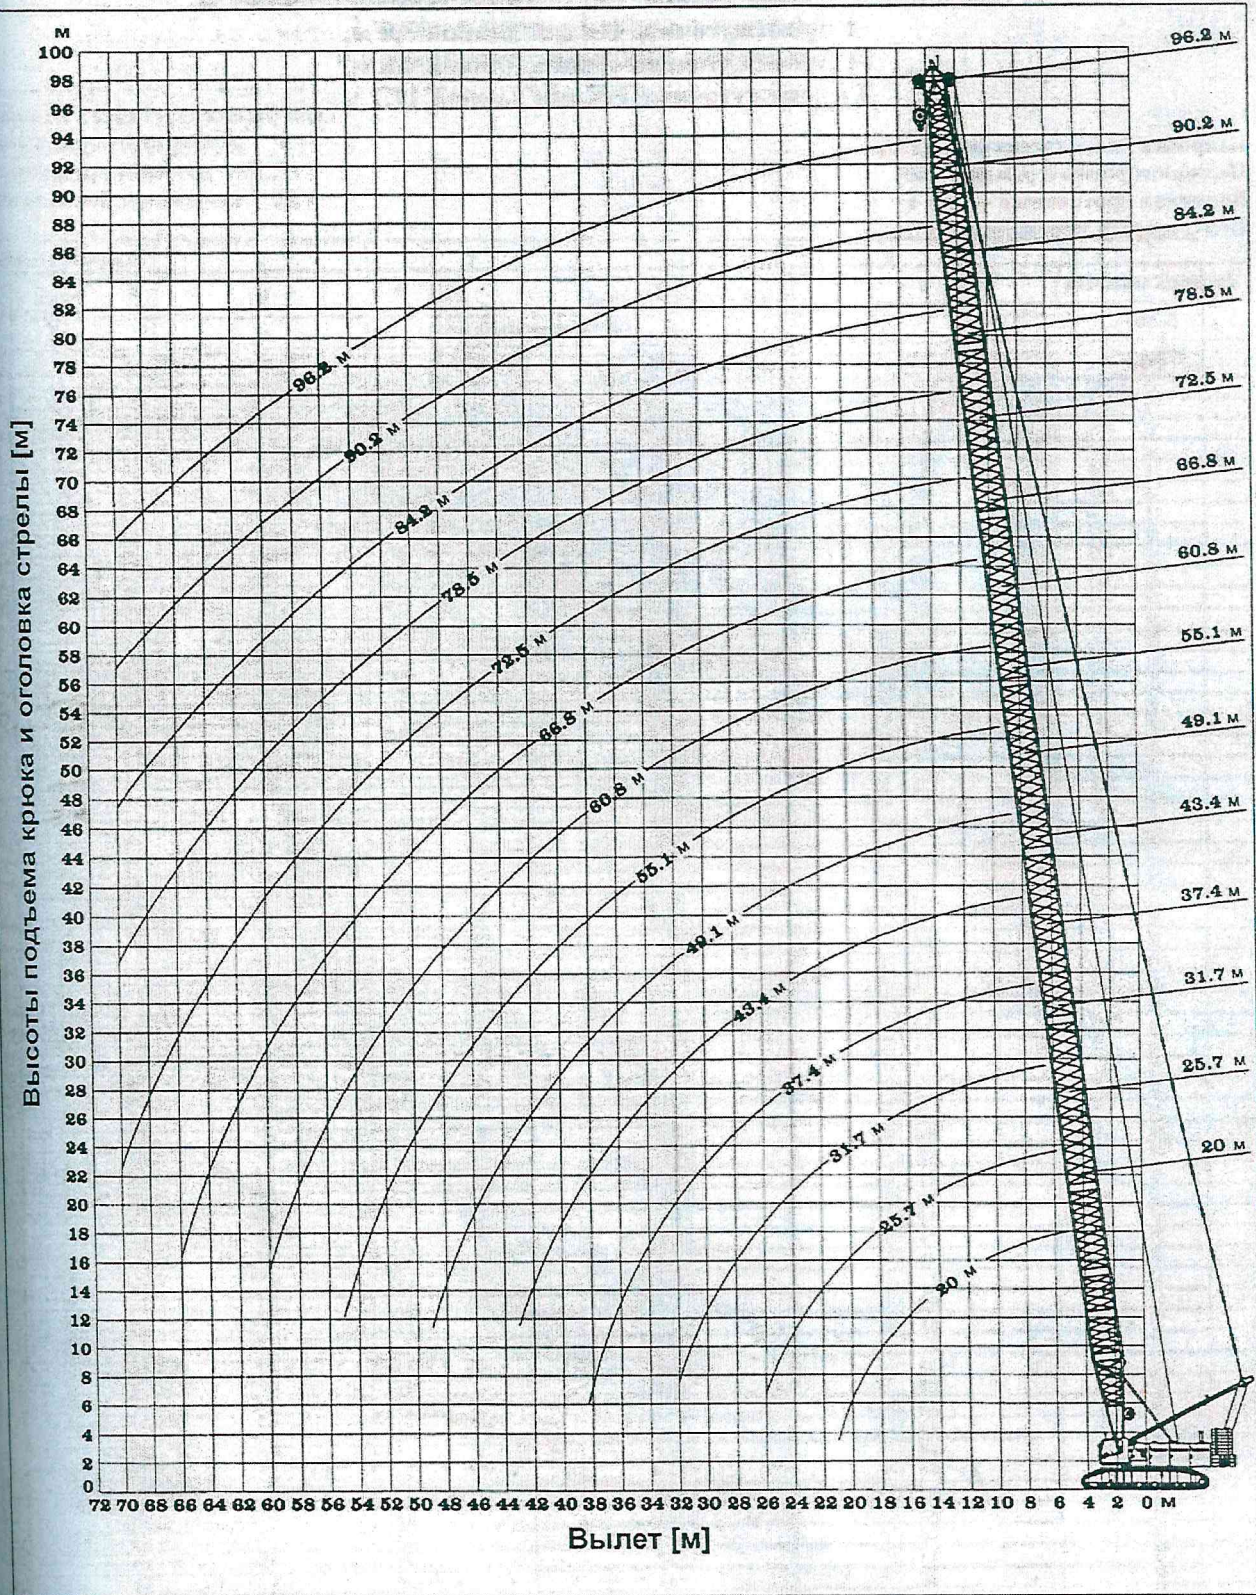 м
100
98
96
94
92
90
88
86
84
82
80
78
76
74
72
70
68
66
64
62
60
58
56
54
52
50
48
46
44
42
40
38
36
34
32
30
28
26
24
22
20
18
16
14
12
10
8
6
4
2
0
Высоты подъема крюка и оголовка стрелы [м]
96.2 м
90.2 м
84.2 м
78.5 м
72.5 м
66.8 м
60.8 м
55.1 м
49.1 м
43.4 м
37.4 м
31.7 м
25.7 м
20 м
96.2 м
90.2 м
84.2 м
78.5 м
72.5 м
66.8 м
60.8 м
55.1 м
49.1 м
43.4 м
37.4 м
31.7 м
25.7 м
20 м
72 70 68 66 64 62 60 58 56 54 52 50 48 46 44 42 40 38 36 34 32 30 28 26 24 22 20 18 16 14 12 10 8 6 4 2 0 м
Вылет [м]